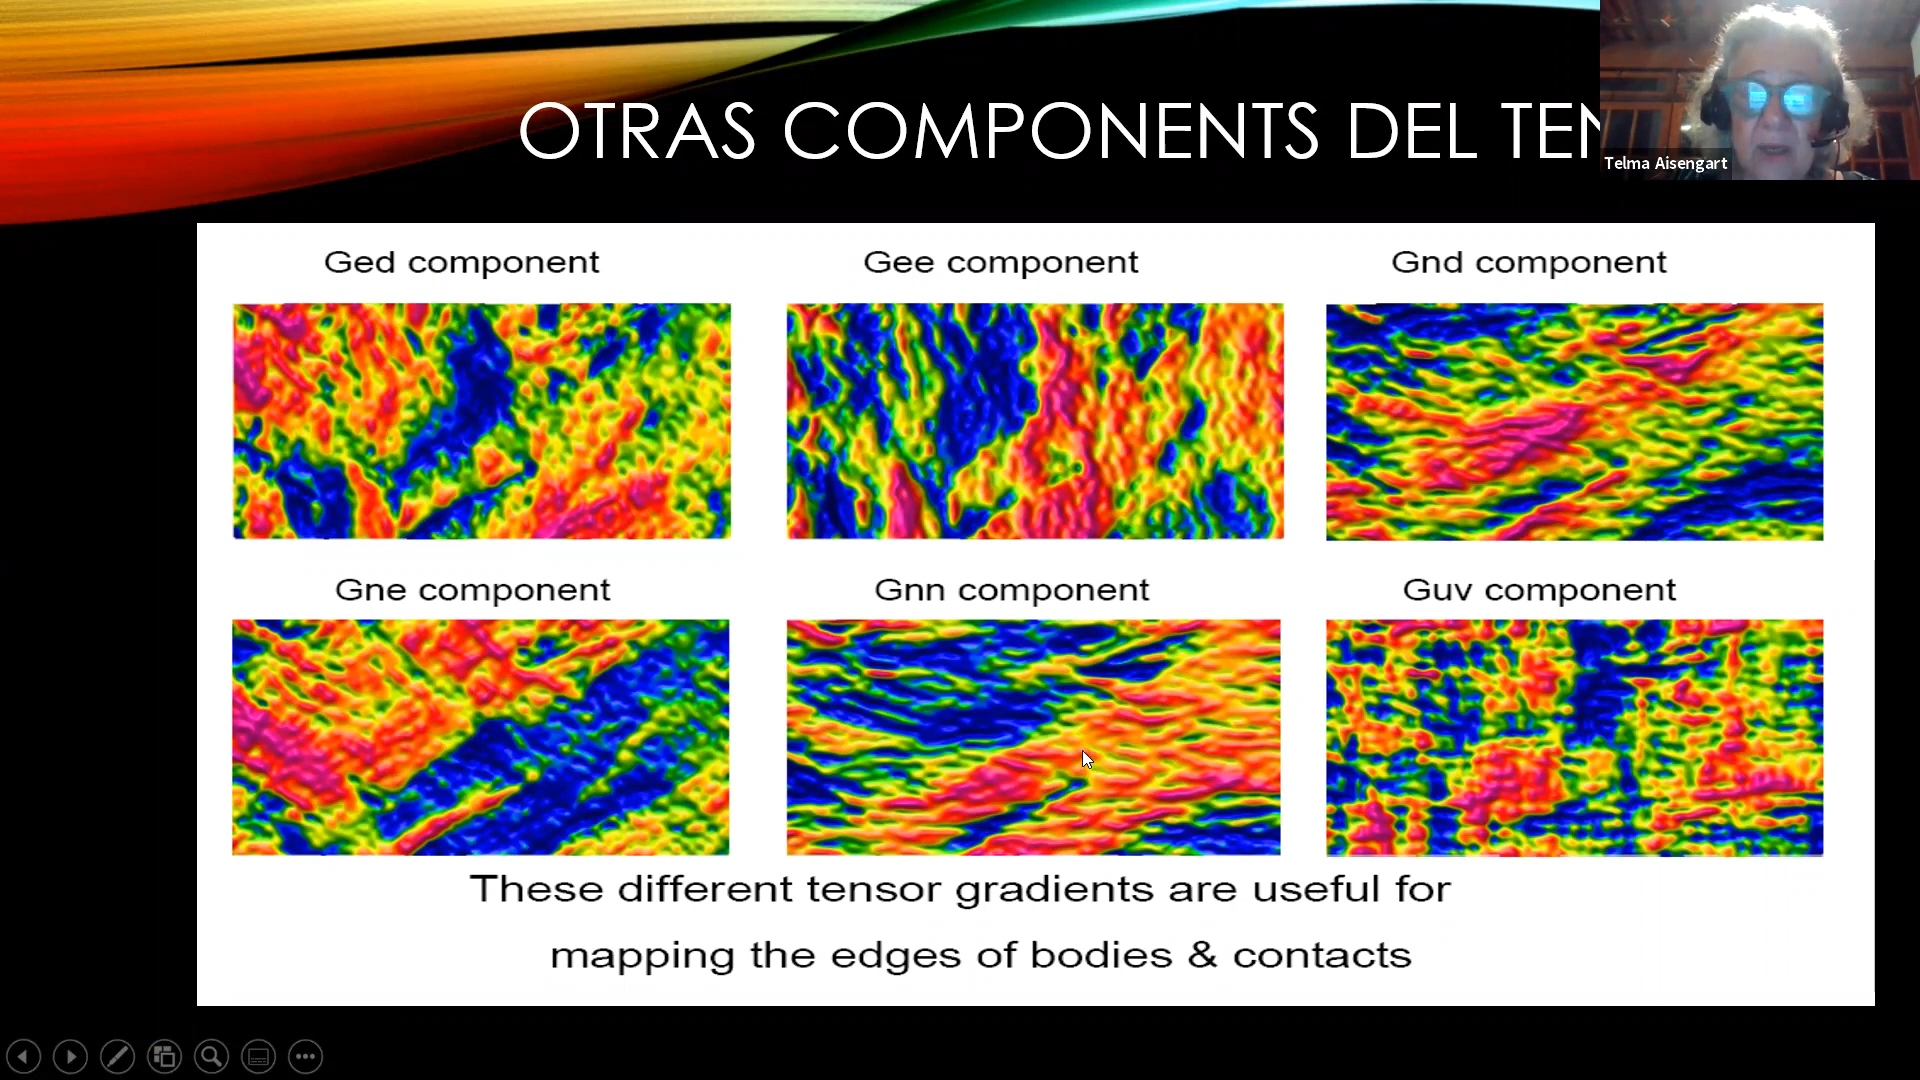 OTRAS COMPONENTS DEL TEN
Telma Aisengart
Ged component
Gee component
Gnd component
Gne component
Gnn component
Guv component
These different tensor gradients are useful for
mapping the edges of bodies & contacts